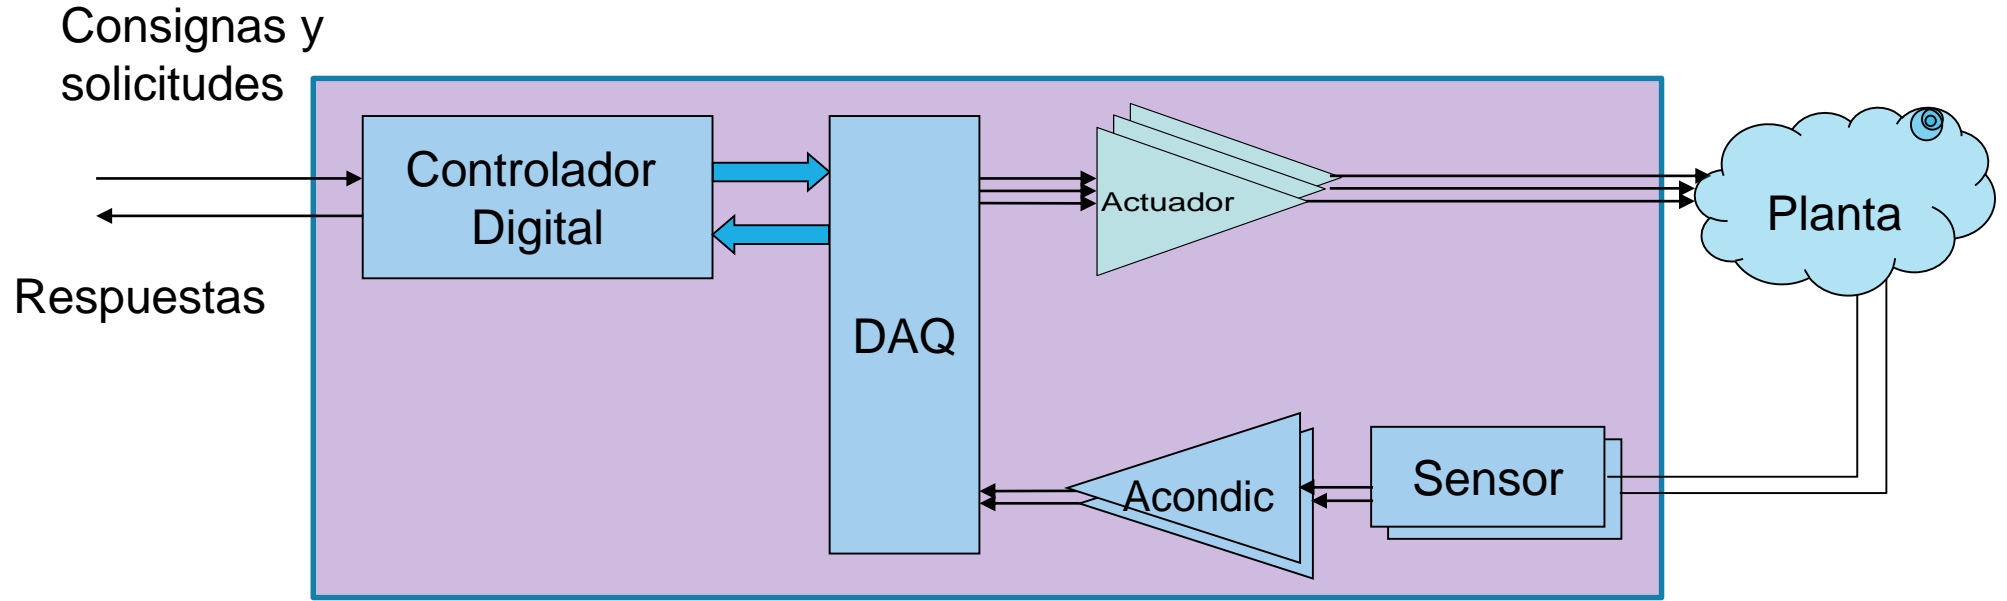 Consignas y
solicitudes
Controlador
Digital
Respuestas
DAQ
Actuador
Planta
Acondic
Sensor